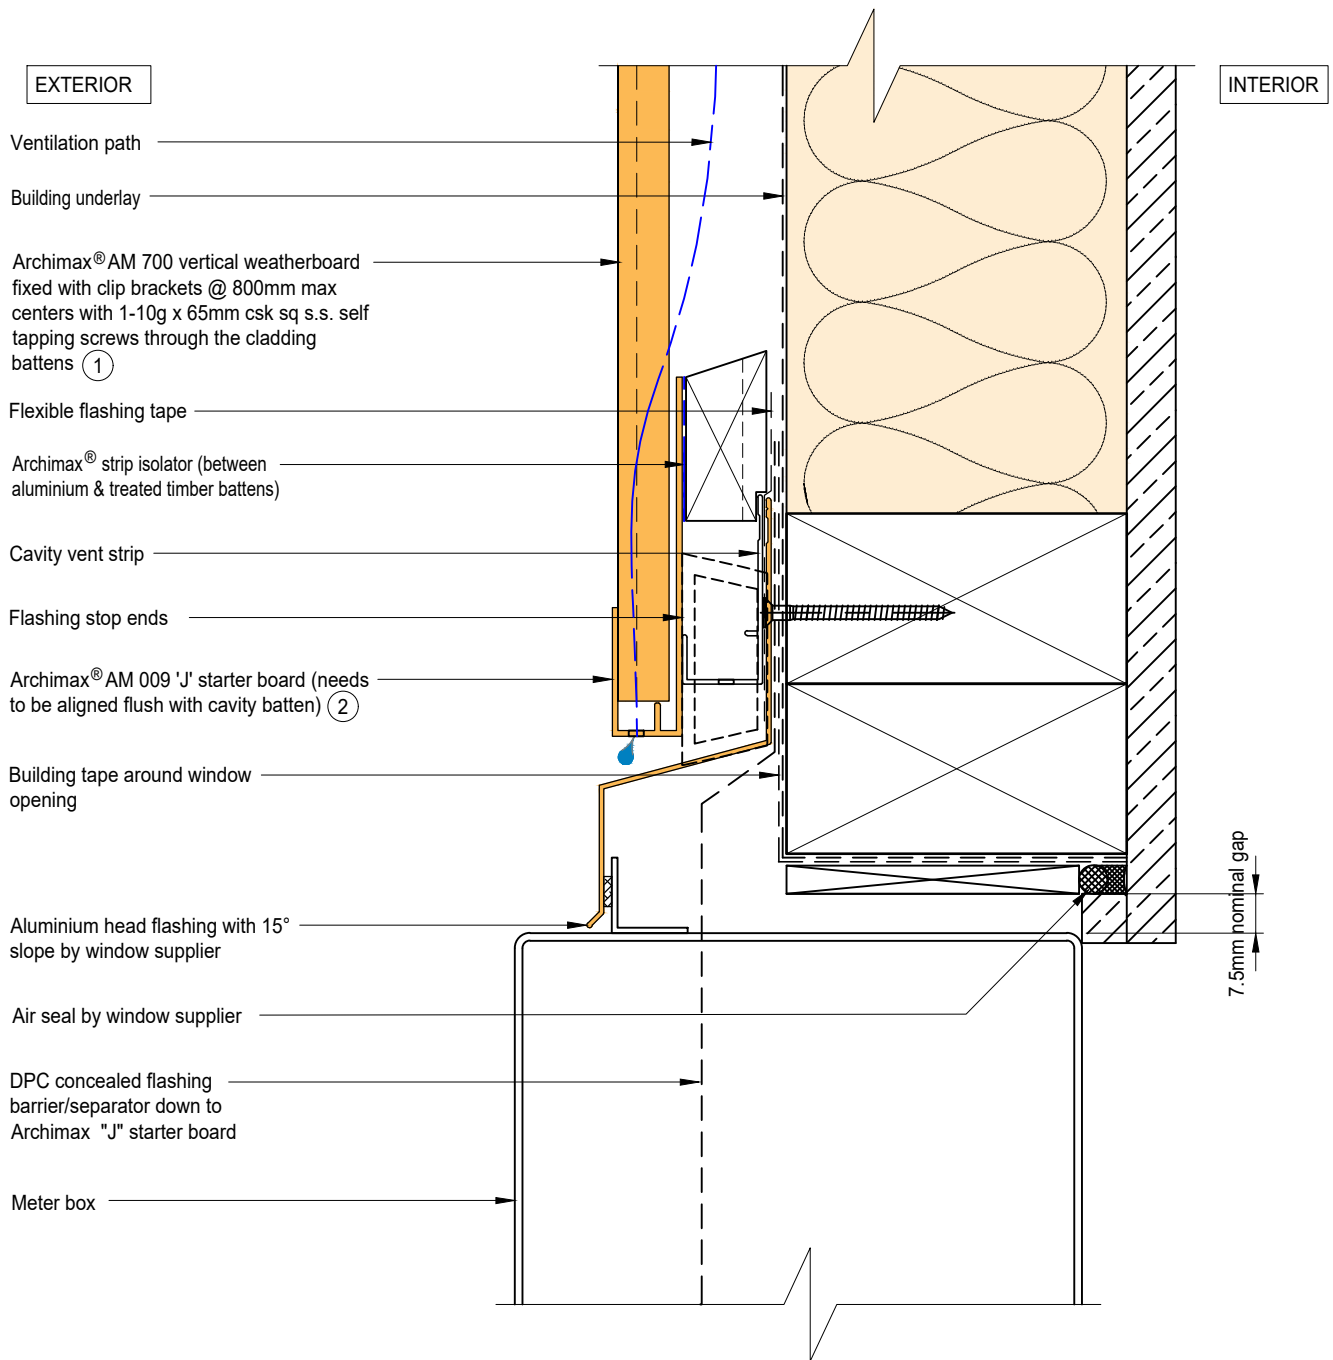 EXTERIOR
INTERIOR
Ventilation path
Building underlay
Archimax® AM 700 vertical weatherboard
fixed with clip brackets @ 800mm max
centers with 1-10g x 65mm csk sq s.s. self
tapping screws through the cladding
battens 1
Flexible flashing tape
Archimax® strip isolator (between
aluminium & treated timber battens)
Cavity vent strip
Flashing stop ends
Archimax® AM 009 'J' starter board (needs
to be aligned flush with cavity batten) 2
Building tape around window
opening
7.5mm nominal gap
Aluminium head flashing with 15°
slope by window supplier
Air seal by window supplier
DPC concealed flashing
barrier/separator down to
Archimax "J" starter board
Meter box